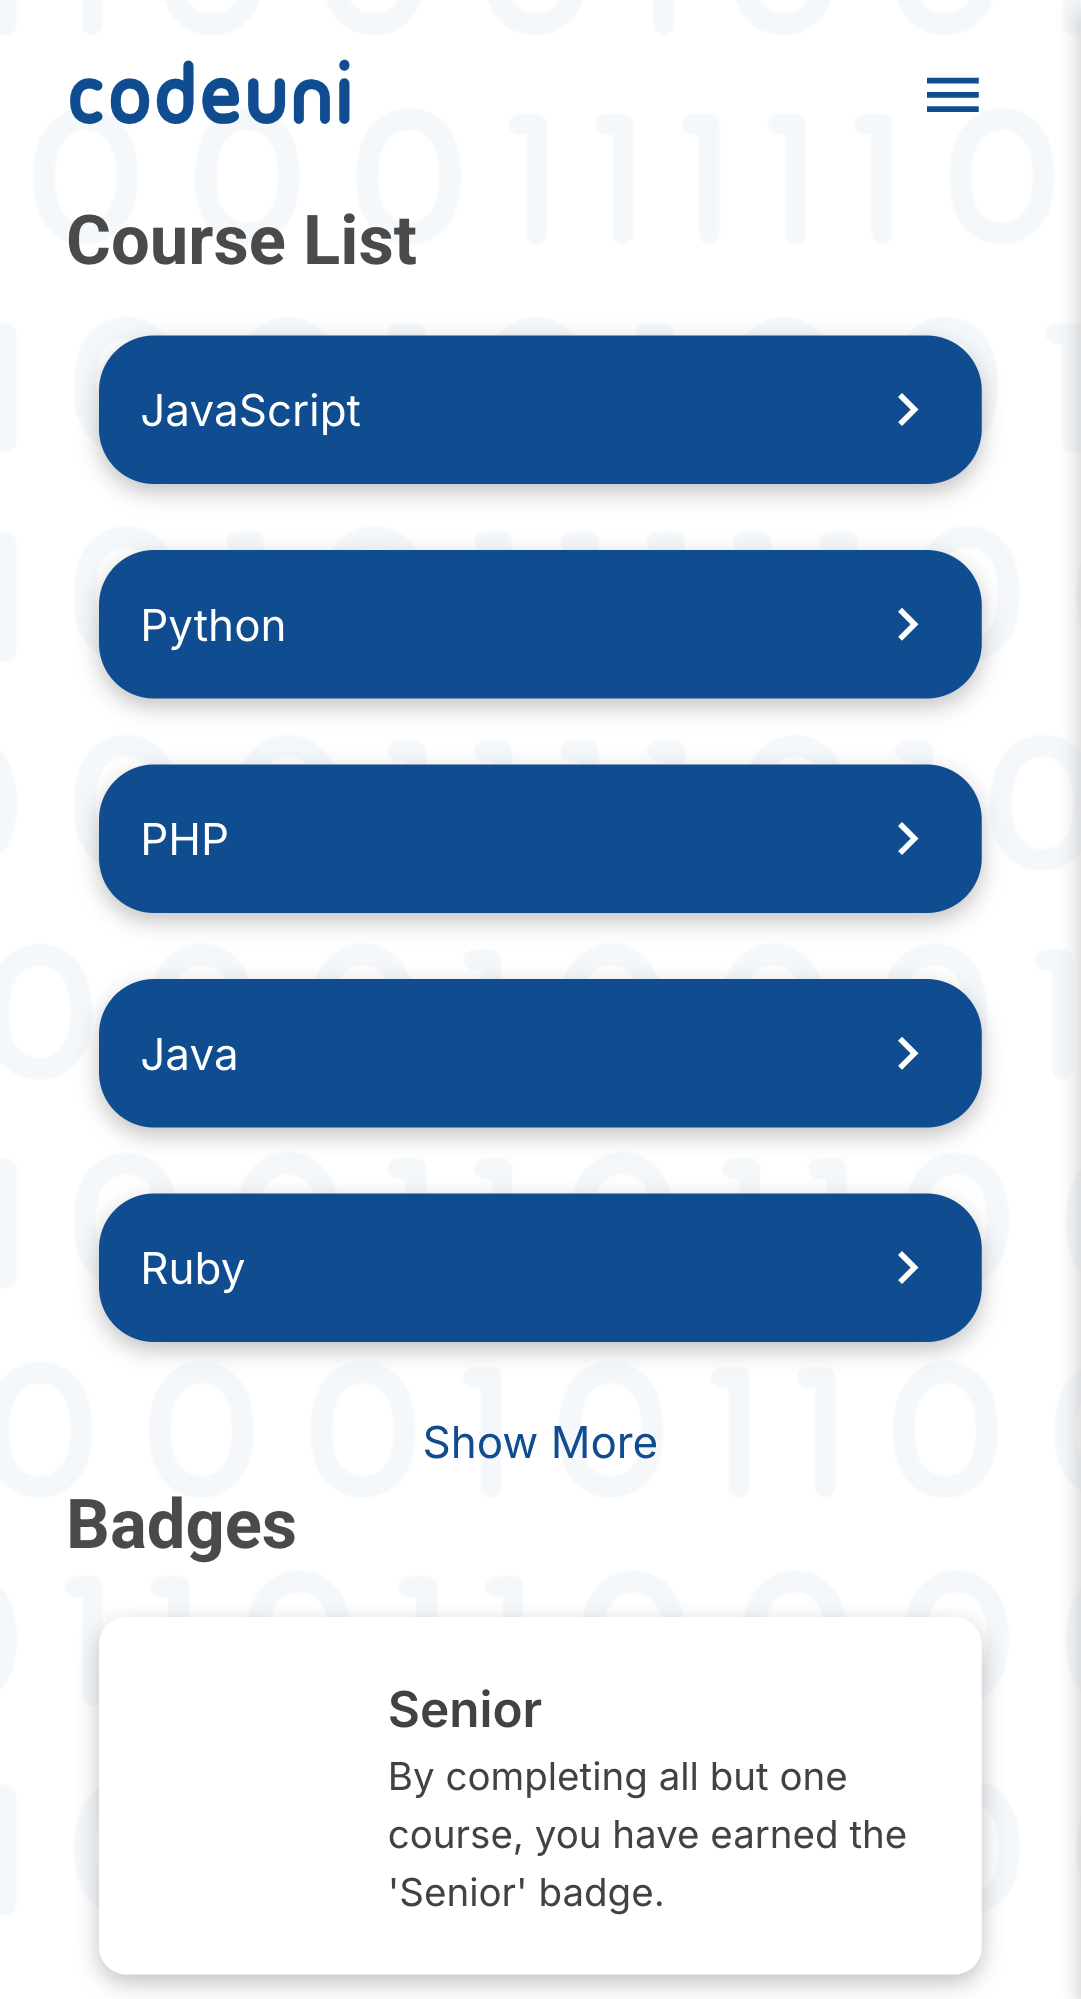 codeuni
Course List
JavaScript
Python
PHP
Java
Ruby
Show More
Badges
Senior
By completing all but one
course, you have earned the
'Senior' badge.